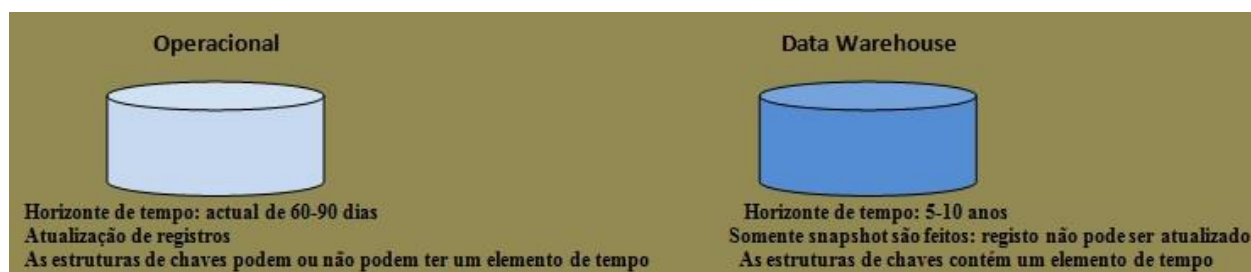 Operacional
Horizonte de tempo: actual de 60-90 dias
Atualização de registros
As estruturas de chaves podem ou não podem ter um elemento de tempo
Data Warehouse
Horizonte de tempo: 5-10 anos
Somente snapshot são feitos: registo não pode ser atualizado
As estruturas de chaves contém um elemento de tempo